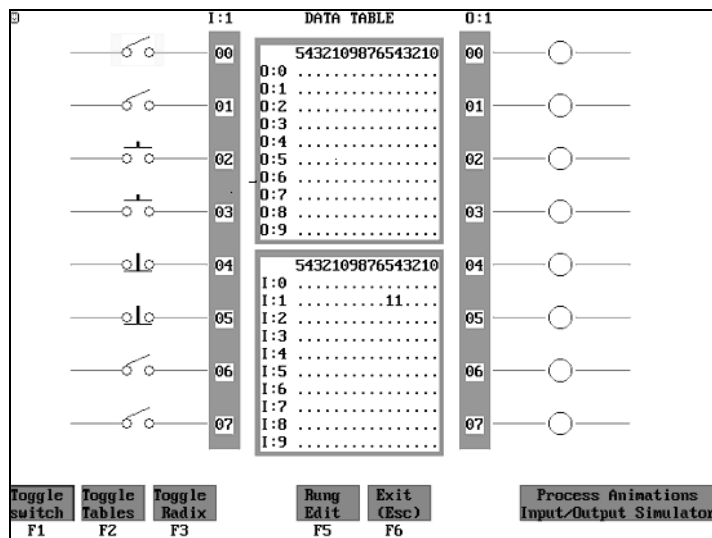 I:1 DATA TABLE O:1
5432109876543210
O:0 ................
O:1 ................
O:2 ................
O:3 ................
O:4 ................
O:5 ................
O:6 ................
O:7 ................
O:8 ................
O:9 ................
5432109876543210
I:0 ................
I:1 ..........11....
I:2 ................
I:3 ................
I:4 ................
I:5 ................
I:6 ................
I:7 ................
I:8 ................
I:9 ................
00
01
02
03
04
05
06
07
00
01
02
03
04
05
06
07
Toggle switch F1
Toggle Tables F2
Toggle Radix F3
Rung Edit F5
Exit (Esc) F6
Process Animations
Input/Output Simulator